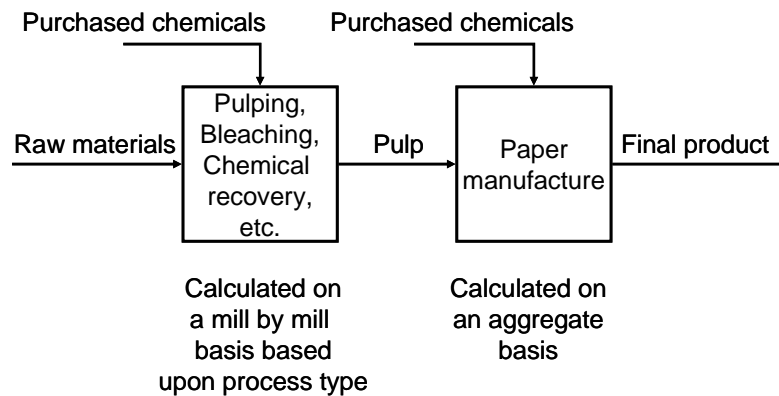 Purchased chemicals
Purchased chemicals
Raw materials
Pulping,
Bleaching,
Chemical
recovery,
etc.
Pulp
Paper
manufacture
Final product
Calculated on
a mill by mill
basis based
upon process type
Calculated on
an aggregate
basis